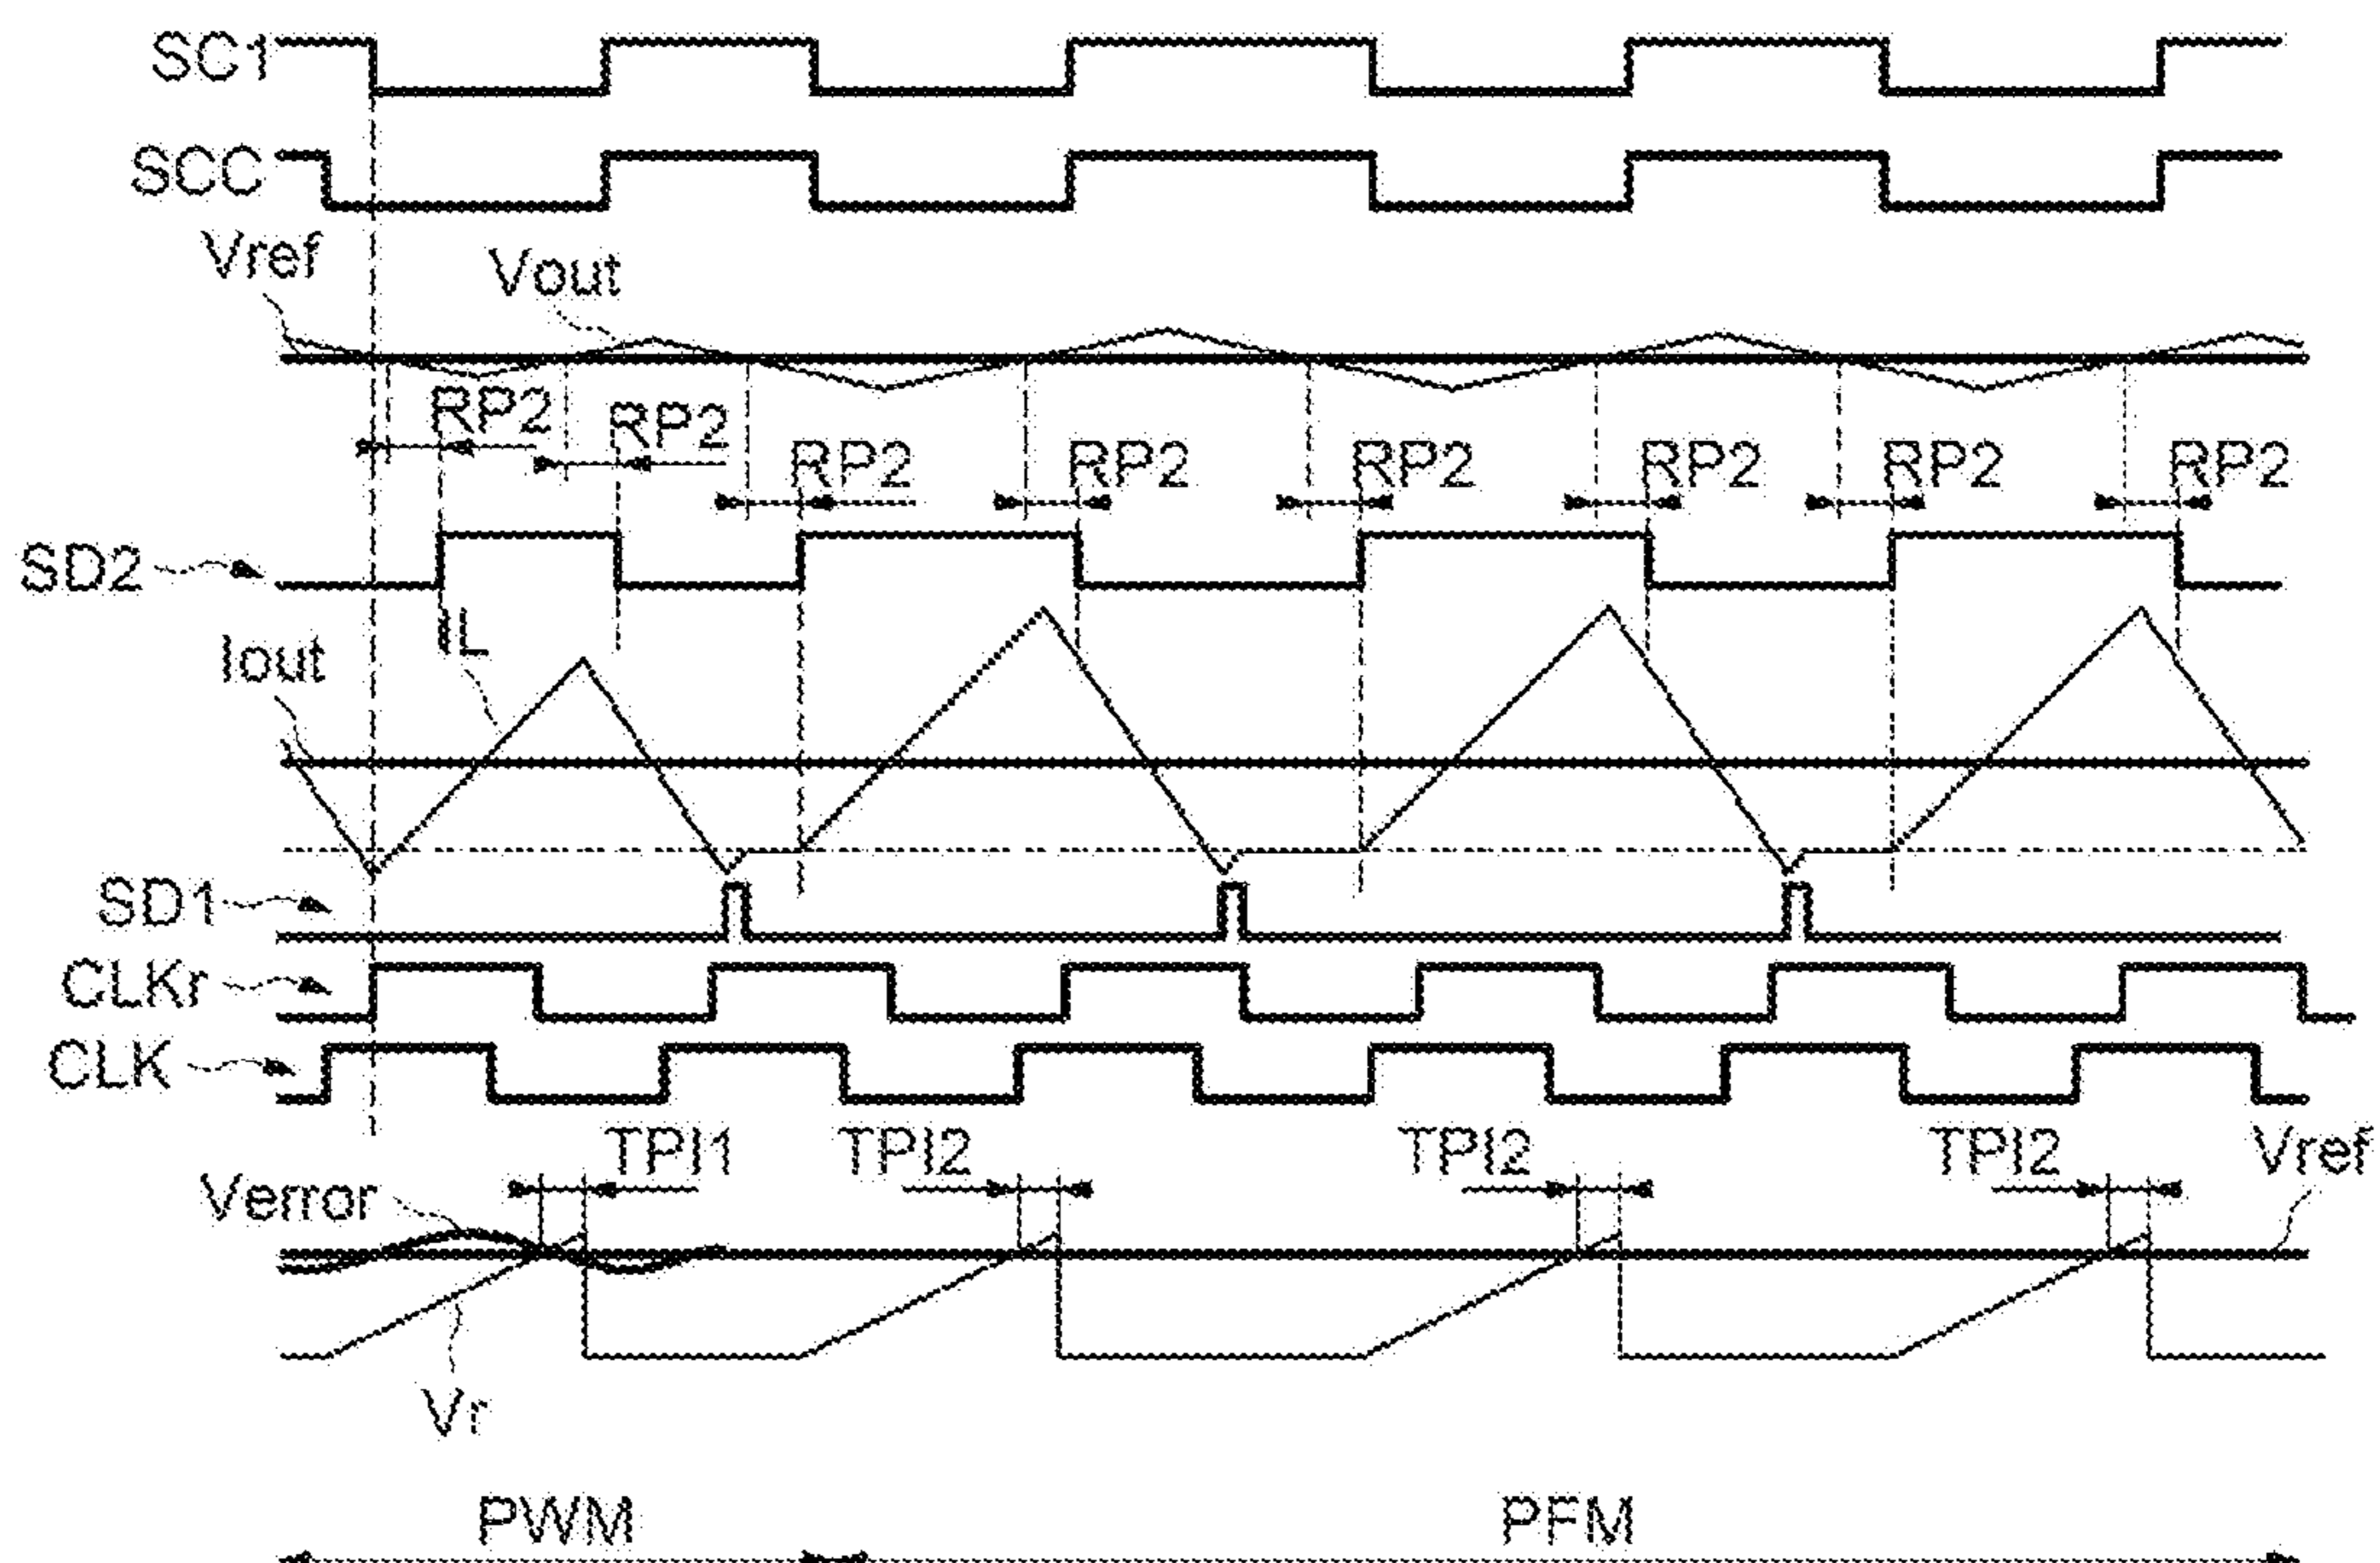 SC1
SCC
Vref
Vout
RP2
RP2
RP2
RP2
RP2
RP2
RP2
RP2
SD2
IL
Iout
SD1
CLKr
CLK
TPI1
TPI2
TPI2
TPI2
Vref
Verror
Vr
PWM
PFM